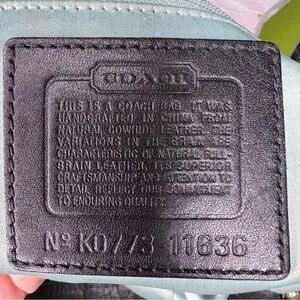 COACH
THIS IS A COACH BAG. IT WAS
HANDCRAFTED IN CHINA FROM
NATURAL COWHIDE LEATHER. THE
VARIATIONS IN THE GRAIN ARE
CHARACTERISTIC OF NATURAL FULL-
GRAIN LEATHER. ITS SUPERIOR
CRAFTSMANSHIP AND ATTENTION TO
DETAIL REFLECT OUR COMMITMENT
TO ENDURING QUALITY.
Nº K0773-11636